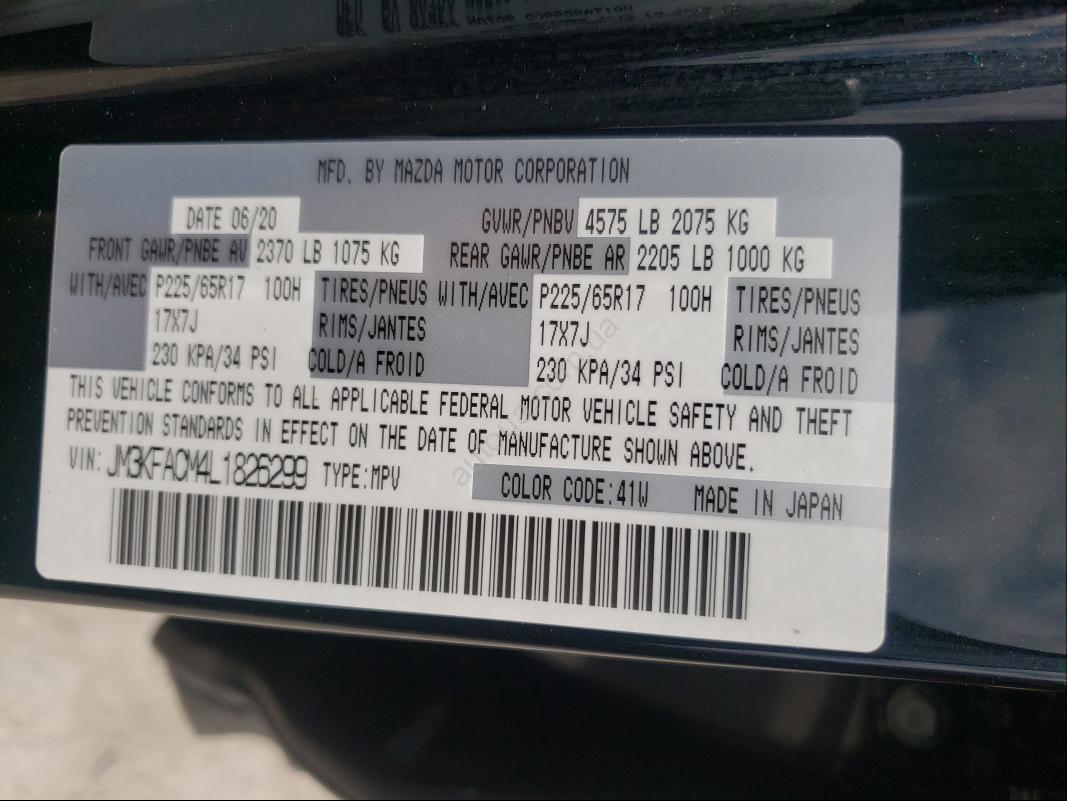 MFD. BY MAZDA MOTOR CORPORATION
DATE 06/20 GVWR/PNBV 4575 LB 2075 KG
FRONT GAWR/PNBE AV 2370 LB 1075 KG REAR GAWR/PNBE AR 2205 LB 1000 KG
WITH/AVEC P225/65R17 100H TIRES/PNEUS WITH/AVEC P225/65R17 100H TIRES/PNEUS
17X7J RIMS/JANTES 17X7J RIMS/JANTES
230 KPA/34 PSI COLD/A FROID 230 KPA/34 PSI COLD/A FROID
THIS VEHICLE CONFORMS TO ALL APPLICABLE FEDERAL MOTOR VEHICLE SAFETY AND THEFT
PREVENTION STANDARDS IN EFFECT ON THE DATE OF MANUFACTURE SHOWN ABOVE.
VIN: JM3KFACM4L1826299 TYPE:MPV COLOR CODE:41W MADE IN JAPAN